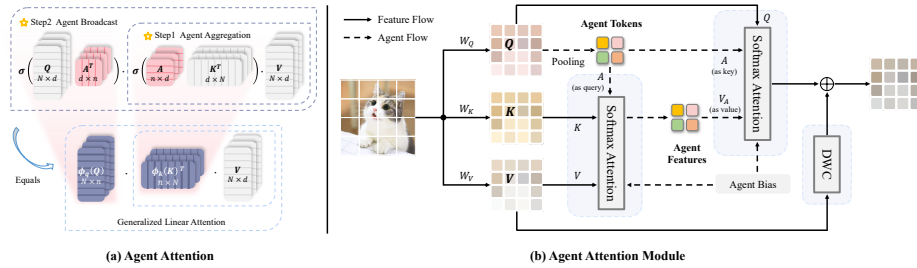 Step2 Agent Broadcast
Step1 Agent Aggregation
σ ( Q N × d · A^T d × n ) · σ ( A n × d · K^T d × N ) · V N × d
Equals
ϕq(Q) N × n · ϕk(K)^T n × N · V N × d
Generalized Linear Attention
(a) Agent Attention
Feature Flow
Agent Flow
Agent Tokens
Q
W_Q
Q
Pooling
A
(as query)
A
(as key)
Softmax Attention
W_K
K
K
Softmax Attention
V_A
(as value)
Agent
Features
W_V
V
V
Agent Bias
DWC
(b) Agent Attention Module